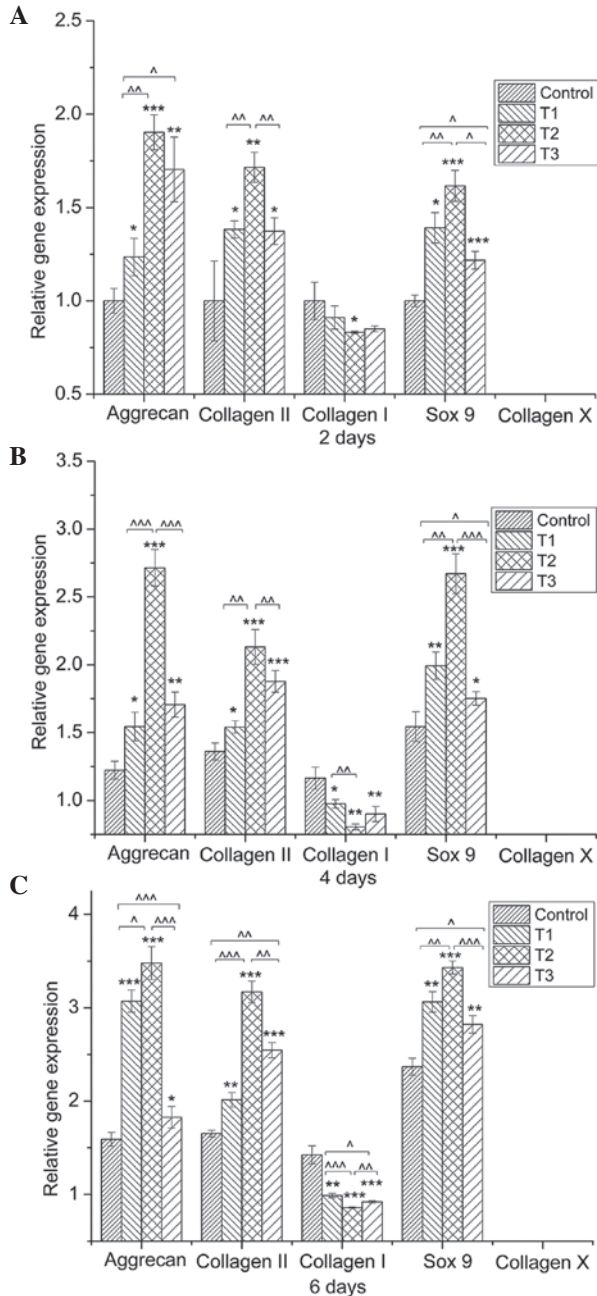 A
2.5
2.0
1.5
1.0
0.5
Relative gene expression
^
^^ ***
**
*
^^ ^^
**
* *
*
^
^^ ^
***
*
***
Control
T1
T2
T3
Aggrecan Collagen II Collagen I Sox 9 Collagen X
2 days
B
3.5
3.0
2.5
2.0
1.5
1.0
Relative gene expression
^^^ ^^^
***
* **
^^ ^^
***
***
*
^^
* **
**
^
^^ ^^^
***
**
*
Control
T1
T2
T3
Aggrecan Collagen II Collagen I Sox 9 Collagen X
4 days
C
4
3
2
1
Relative gene expression
^^^
^ ^^^
***
***
*
^^
^^^ ^^
***
***
**
^
^^^ ^^
** *** ***
^
^^ ^^^
***
**
**
Control
T1
T2
T3
Aggrecan Collagen II Collagen I Sox 9 Collagen X
6 days